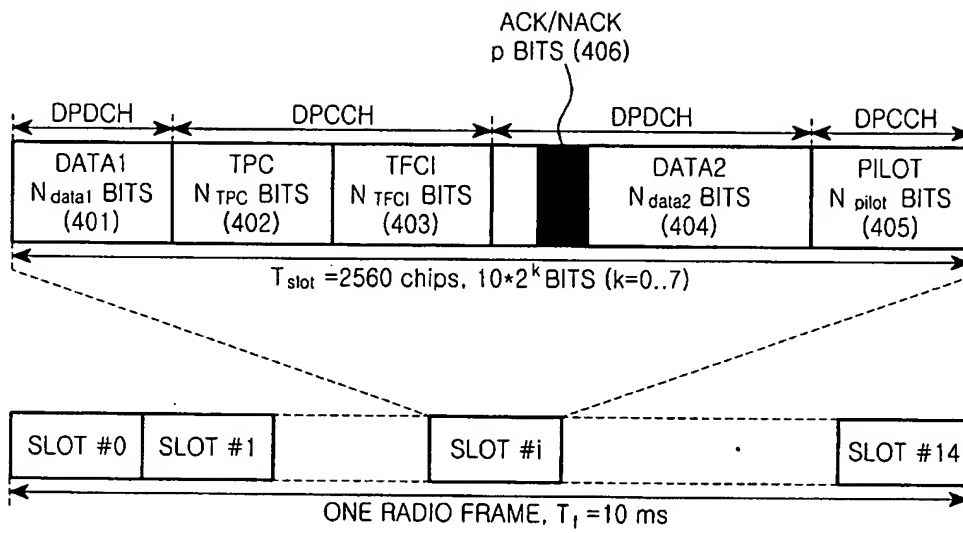 ACK/NACK
p BITS (406)
DPDCH DPCCH DPDCH DPCCH
DATA1
N data1 BITS
(401)
TPC
N TPC BITS
(402)
TFCI
N TFCI BITS
(403)
DATA2
N data2 BITS
(404)
PILOT
N pilot BITS
(405)
T slot =2560 chips, 10*2^k BITS (k=0..7)
SLOT #0 SLOT #1 SLOT #i SLOT #14
ONE RADIO FRAME, T f =10 ms